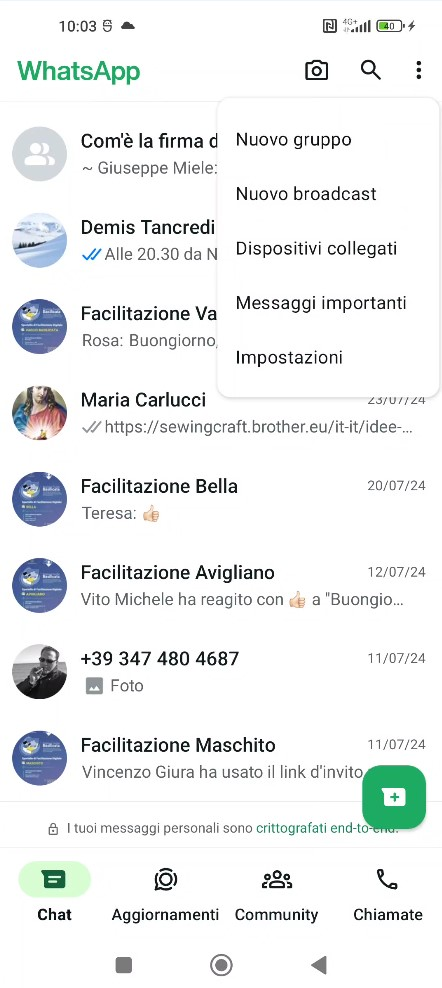 10:03
4G+
40
WhatsApp
Nuovo gruppo
Nuovo broadcast
Dispositivi collegati
Messaggi importanti
Impostazioni
Com'è la firma d
~ Giuseppe Miele:
Demis Tancredi
Alle 20.30 da N
Facilitazione Va
Rosa: Buongiorno,
Maria Carlucci 23/07/24
https://sewingcraft.brother.eu/it-it/idee-...
Facilitazione Bella 20/07/24
Teresa: 👍🏻
Facilitazione Avigliano 12/07/24
Vito Michele ha reagito con 👍🏻 a "Buongio...
+39 347 480 4687 11/07/24
Foto
Facilitazione Maschito 11/07/24
Vincenzo Giura ha usato il link d'invito
I tuoi messaggi personali sono crittografati end-to-end.
Chat Aggiornamenti Community Chiamate